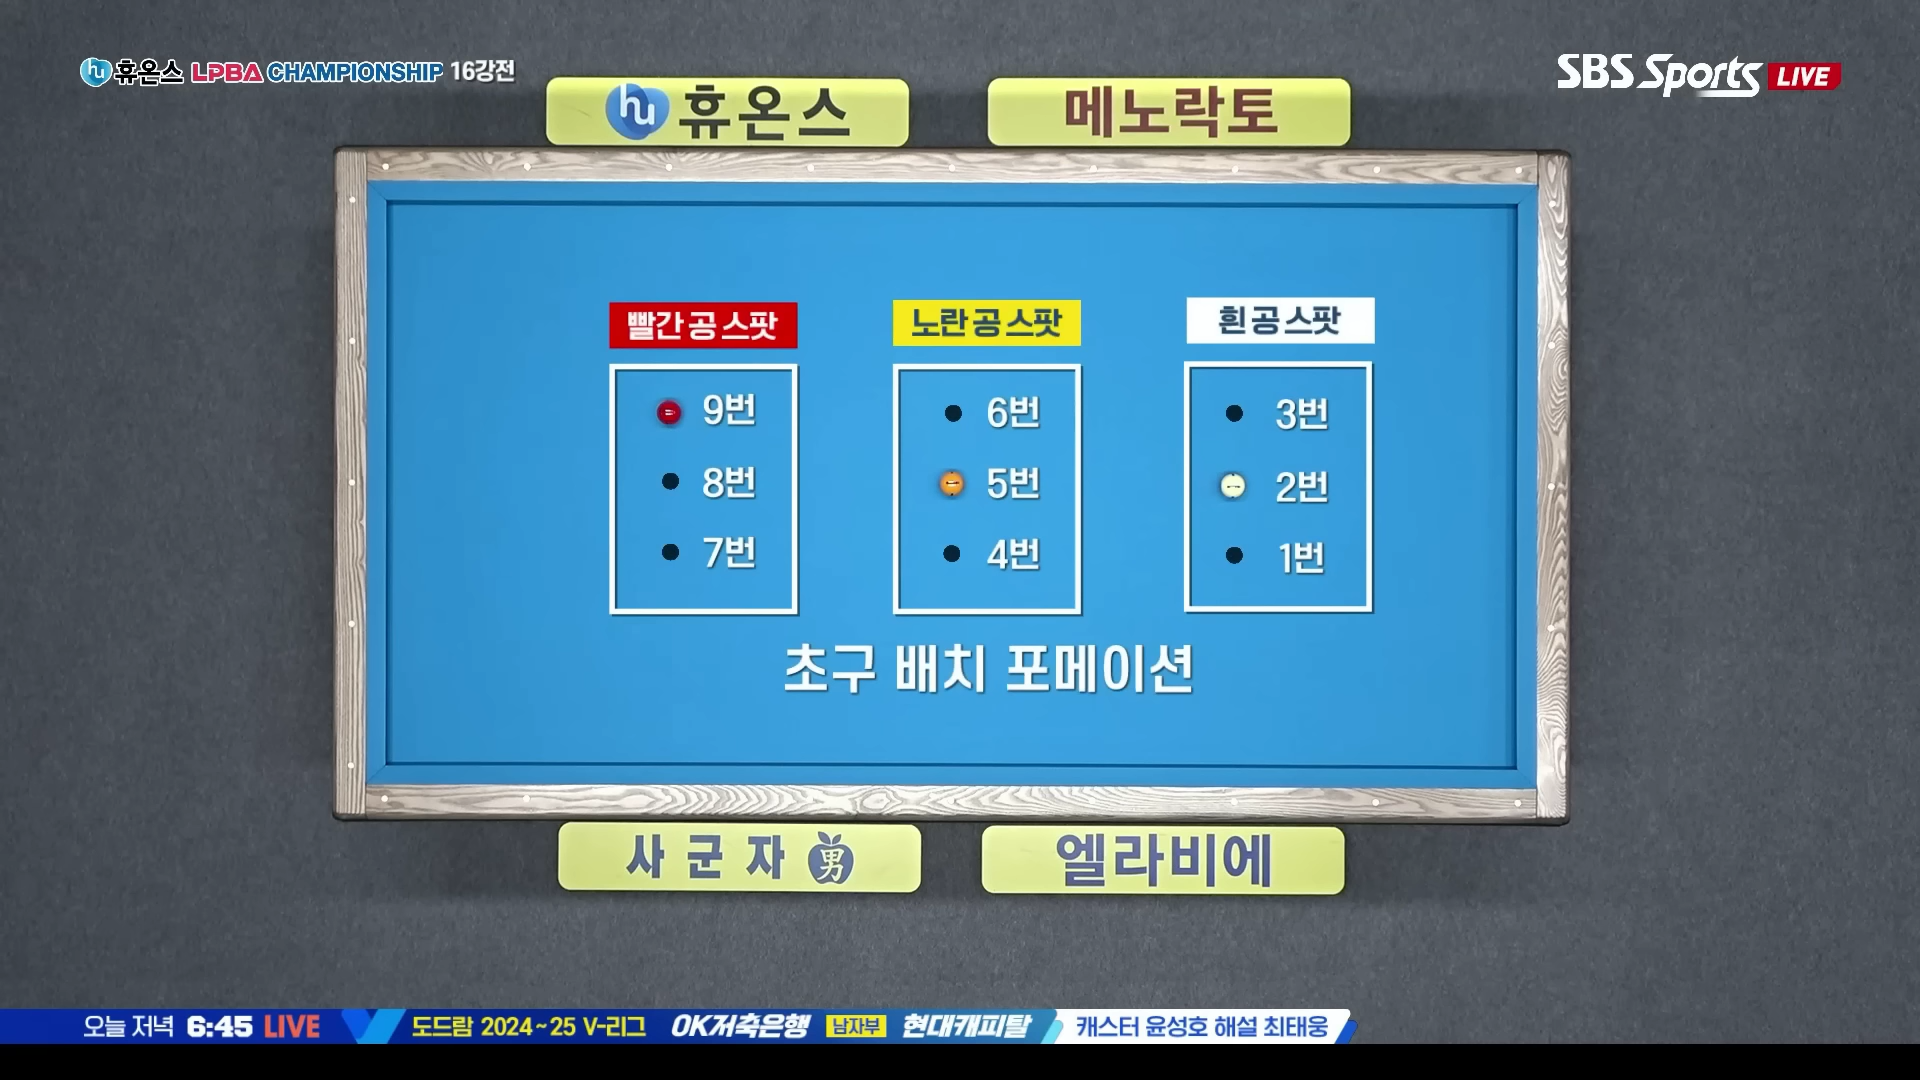 hu 휴온스 LPBA CHAMPIONSHIP 16강전
SBS Sports LIVE
hu 휴온스
메노락토
빨간 공 스팟
노란 공 스팟
흰 공 스팟
9번
6번
3번
8번
5번
2번
7번
4번
1번
초구 배치 포메이션
사군자 男
엘라비에
오늘 저녁 6:45 LIVE 도드람 2024~25 V-리그 OK저축은행 남자부 현대캐피탈 캐스터 윤성호 해설 최태웅